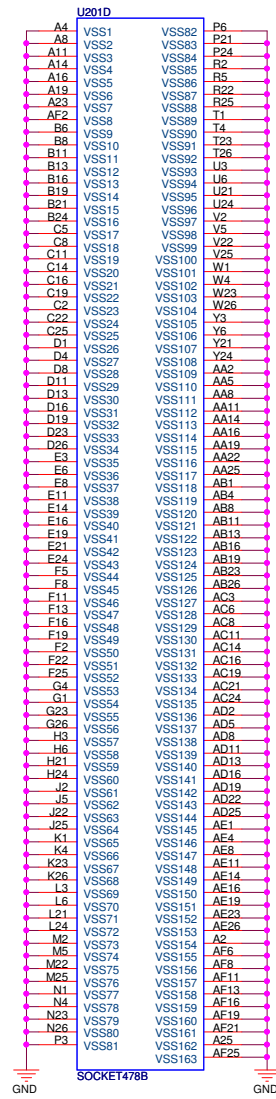 U201D
A4 VSS1 VSS82 P6
A8 VSS2 VSS83 P21
A11 VSS3 VSS84 P24
A14 VSS4 VSS85 R2
A16 VSS5 VSS86 R5
A19 VSS6 VSS87 R22
A23 VSS7 VSS88 R25
AF2 VSS8 VSS89 T1
B6 VSS9 VSS90 T4
B8 VSS10 VSS91 T23
B11 VSS11 VSS92 T26
B13 VSS12 VSS93 U3
B16 VSS13 VSS94 U6
B19 VSS14 VSS95 U21
B21 VSS15 VSS96 U24
B24 VSS16 VSS97 V2
C5 VSS17 VSS98 V5
C8 VSS18 VSS99 V22
C11 VSS19 VSS100 V25
C14 VSS20 VSS101 W1
C16 VSS21 VSS102 W4
C19 VSS22 VSS103 W23
C2 VSS23 VSS104 W26
C22 VSS24 VSS105 Y3
C25 VSS25 VSS106 Y6
D1 VSS26 VSS107 Y21
D4 VSS27 VSS108 Y24
D8 VSS28 VSS109 AA2
D11 VSS29 VSS110 AA5
D13 VSS30 VSS111 AA8
D16 VSS31 VSS112 AA11
D19 VSS32 VSS113 AA14
D23 VSS33 VSS114 AA16
D26 VSS34 VSS115 AA19
E3 VSS35 VSS116 AA22
E6 VSS36 VSS117 AA25
E8 VSS37 VSS118 AB1
E11 VSS38 VSS119 AB4
E14 VSS39 VSS120 AB8
E16 VSS40 VSS121 AB11
E19 VSS41 VSS122 AB13
E21 VSS42 VSS123 AB16
E24 VSS43 VSS124 AB19
F5 VSS44 VSS125 AB23
F8 VSS45 VSS126 AB26
F11 VSS46 VSS127 AC3
F13 VSS47 VSS128 AC6
F16 VSS48 VSS129 AC8
F19 VSS49 VSS130 AC11
F2 VSS50 VSS131 AC14
F22 VSS51 VSS132 AC16
F25 VSS52 VSS133 AC19
G4 VSS53 VSS134 AC21
G1 VSS54 VSS135 AC24
G23 VSS55 VSS136 AD2
G26 VSS56 VSS137 AD5
H3 VSS57 VSS138 AD8
H6 VSS58 VSS139 AD11
H21 VSS59 VSS140 AD13
H24 VSS60 VSS141 AD16
J2 VSS61 VSS142 AD19
J5 VSS62 VSS143 AD22
J22 VSS63 VSS144 AD25
J25 VSS64 VSS145 AE1
K1 VSS65 VSS146 AE4
K4 VSS66 VSS147 AE8
K23 VSS67 VSS148 AE11
K26 VSS68 VSS149 AE14
L3 VSS69 VSS150 AE16
L6 VSS70 VSS151 AE19
L21 VSS71 VSS152 AE23
L24 VSS72 VSS153 AE26
M2 VSS73 VSS154 A2
M5 VSS74 VSS155 AF6
M22 VSS75 VSS156 AF8
M25 VSS76 VSS157 AF11
N1 VSS77 VSS158 AF13
N4 VSS78 VSS159 AF16
N23 VSS79 VSS160 AF19
N26 VSS80 VSS161 AF21
P3 VSS81 VSS162 A25
VSS163 AF25
SOCKET478B
GND GND